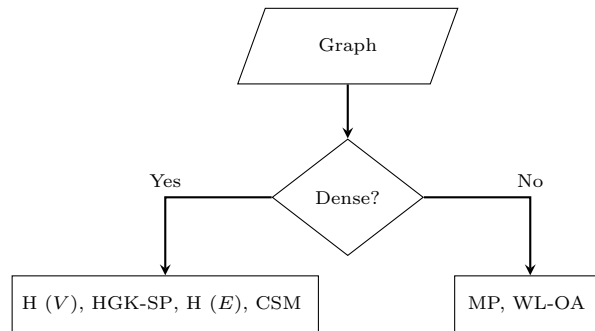 Graph
Dense?
Yes
No
H (V), HGK-SP, H (E), CSM
MP, WL-OA